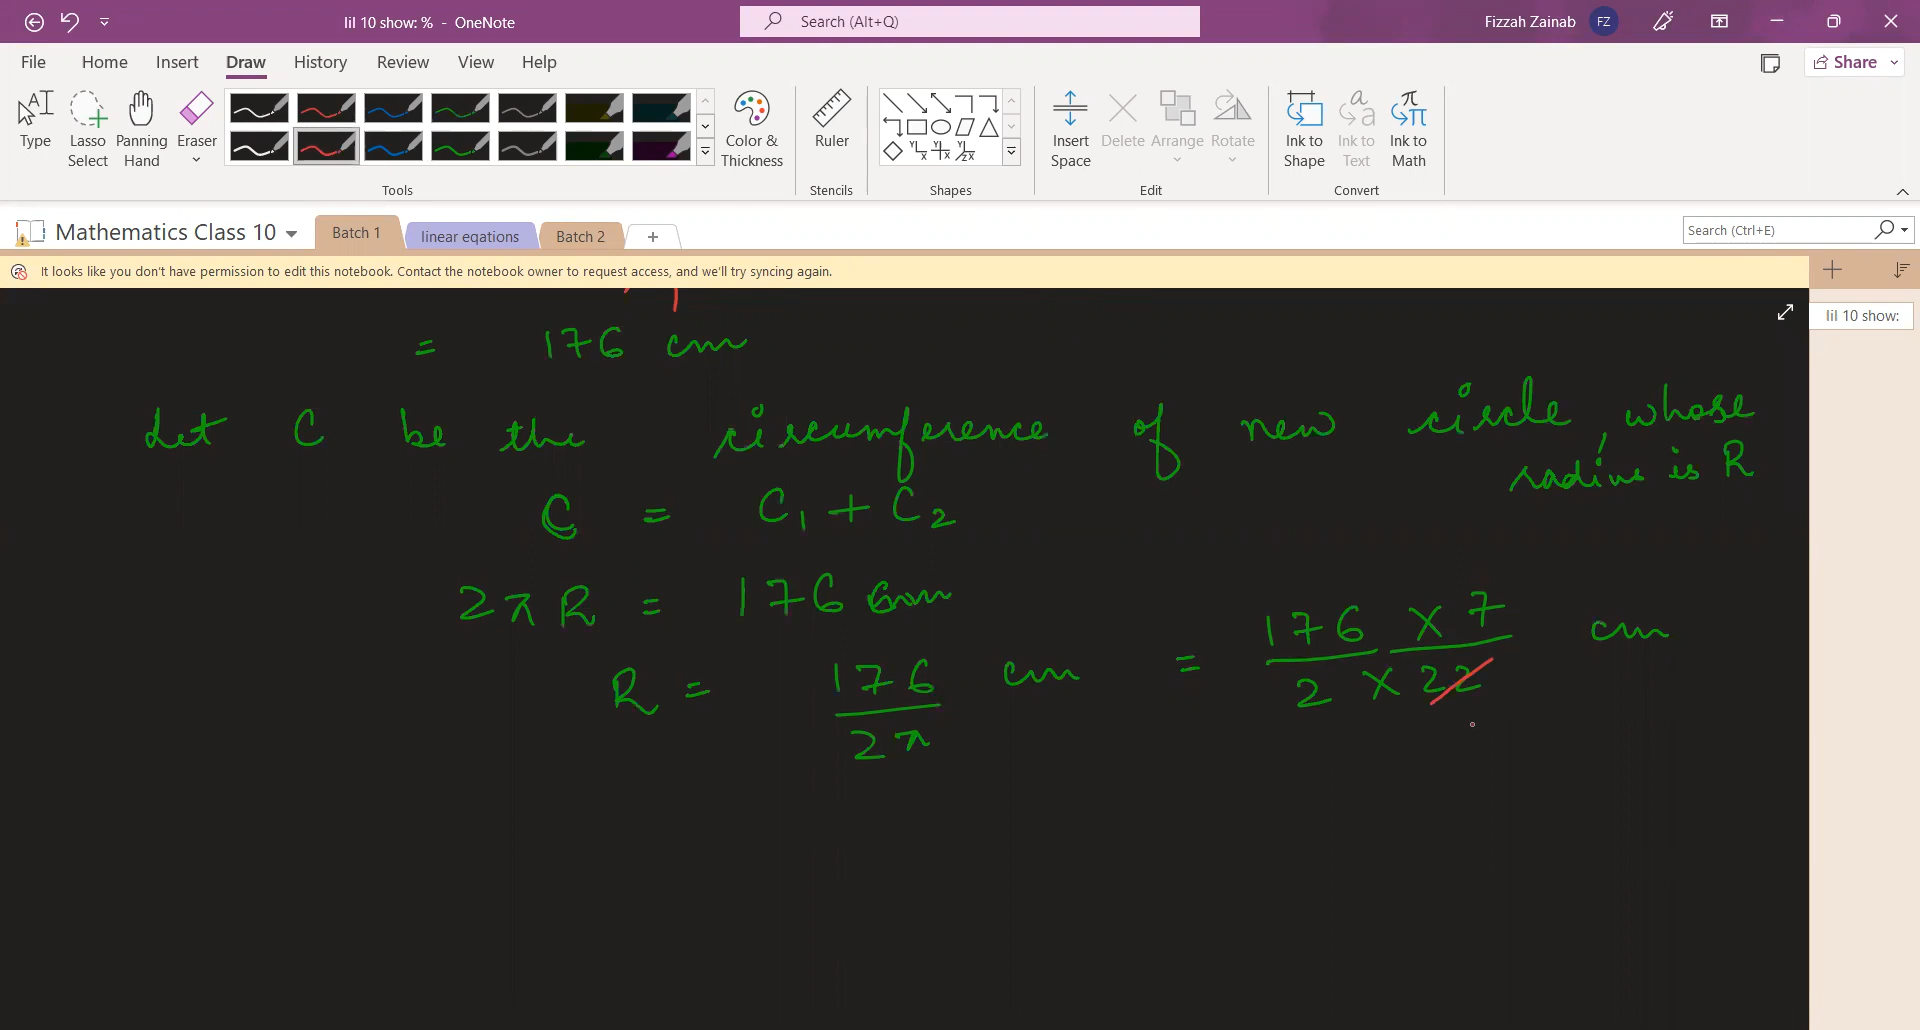 lil 10 show: % - OneNote
Search (Alt+Q)
Fizzah Zainab FZ
File Home Insert Draw History Review View Help
Share
Type
Lasso Select
Panning Hand
Eraser
Color & Thickness
Ruler
Insert Space
Delete
Arrange
Rotate
Ink to Shape
Ink to Text
Ink to Math
Tools Stencils Shapes Edit Convert
Mathematics Class 10 Batch 1 linear eqations Batch 2 +
Search (Ctrl+E)
It looks like you don't have permission to edit this notebook. Contact the notebook owner to request access, and we'll try syncing again.
lil 10 show:
= 176 cm
Let C be the circumference of new circle, whose
radius is R
C = C₁ + C₂
2πR = 176 cm
R = 176/2π cm = 176 × 7 / 2 × 22 cm